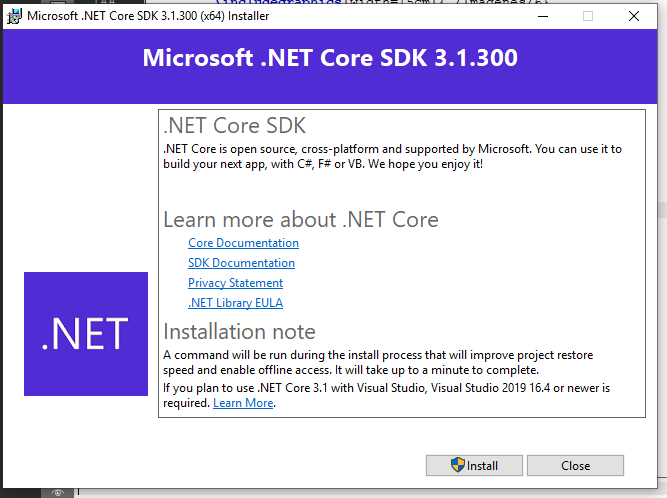 Microsoft .NET Core SDK 3.1.300 (x64) Installer
Microsoft .NET Core SDK 3.1.300
.NET Core SDK
.NET Core is open source, cross-platform and supported by Microsoft. You can use it to
build your next app, with C#, F# or VB. We hope you enjoy it!
Learn more about .NET Core
Core Documentation
SDK Documentation
Privacy Statement
.NET Library EULA
.NET
Installation note
A command will be run during the install process that will improve project restore
speed and enable offline access. It will take up to a minute to complete.
If you plan to use .NET Core 3.1 with Visual Studio, Visual Studio 2019 16.4 or newer is
required. Learn More.
Install
Close